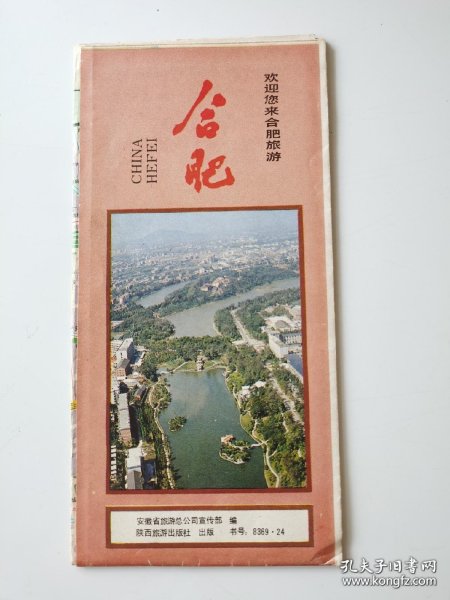 欢迎您来合肥旅游
合肥
CHINA
HEFEI
安徽省旅游总公司宣传部 编
陕西旅游出版社 出版 书号:8369·24
孔夫子旧书网
www.kongfz.com